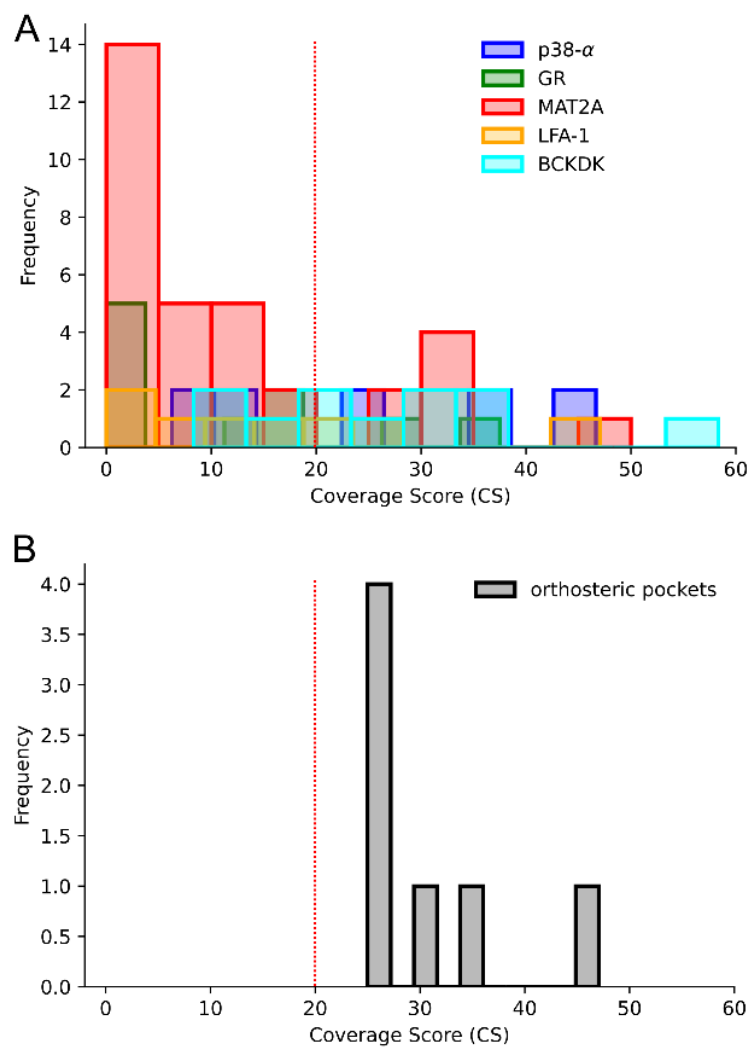 A
14
12
10
8
6
4
2
0
Frequency
p38-α
GR
MAT2A
LFA-1
BCKDK
0 10 20 30 40 50 60
Coverage Score (CS)
B
4.0
3.5
3.0
2.5
2.0
1.5
1.0
0.5
0.0
Frequency
orthosteric pockets
0 10 20 30 40 50 60
Coverage Score (CS)